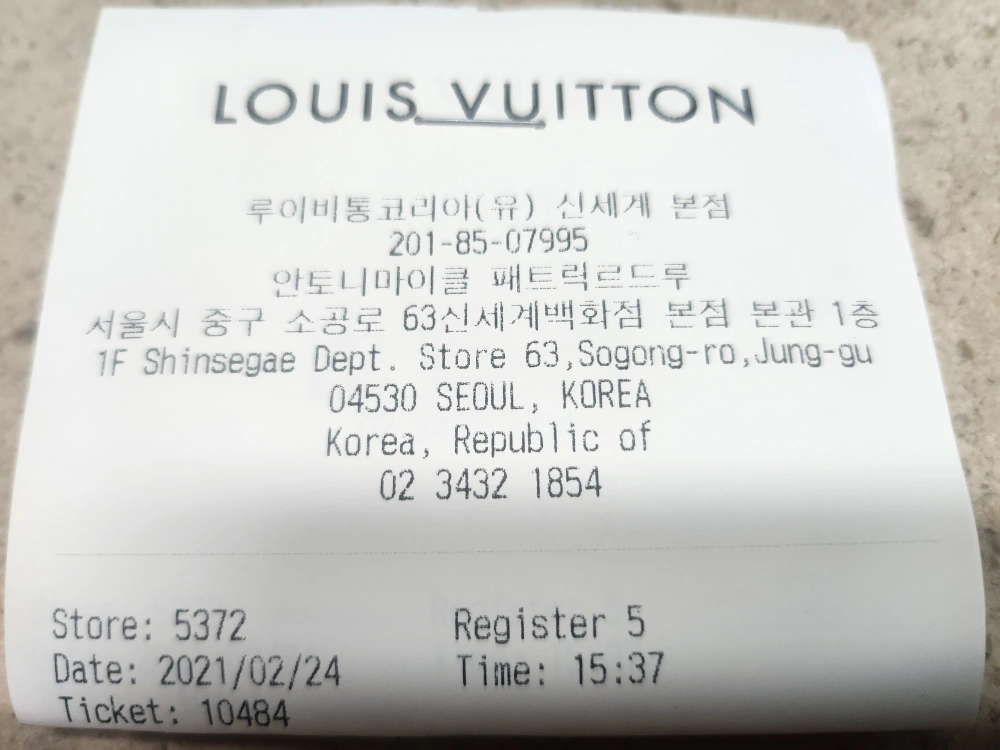 LOUIS VUITTON
루이비통코리아(유) 신세계 본점
201-85-07995
안토니마이클 패트릭르드루
서울시 중구 소공로 63신세계백화점 본점 본관 1층
1F Shinsegae Dept. Store 63,Sogong-ro,Jung-gu
04530 SEOUL, KOREA
Korea, Republic of
02 3432 1854
Store: 5372 Register 5
Date: 2021/02/24 Time: 15:37
Ticket: 10484